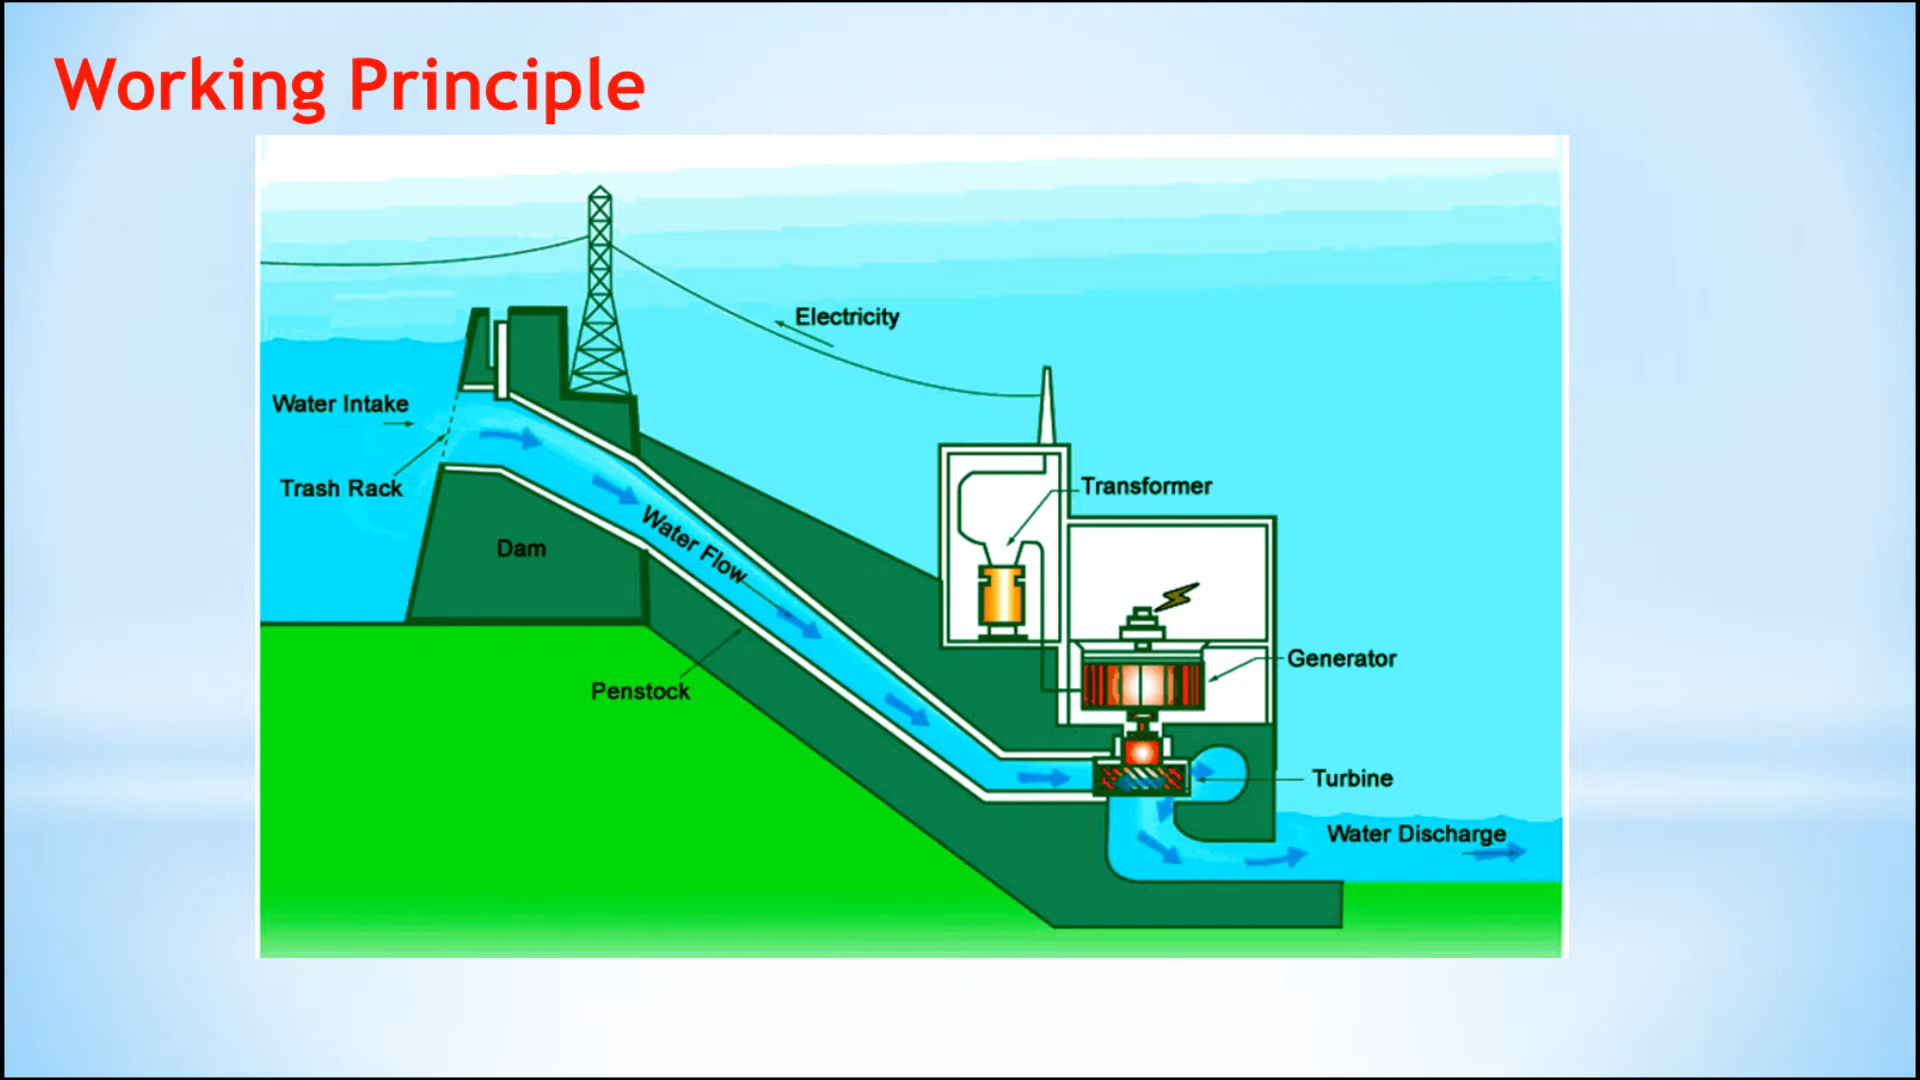 Working Principle
Electricity
Water Intake
Trash Rack
Transformer
Dam
Water Flow
Generator
Penstock
Turbine
Water Discharge